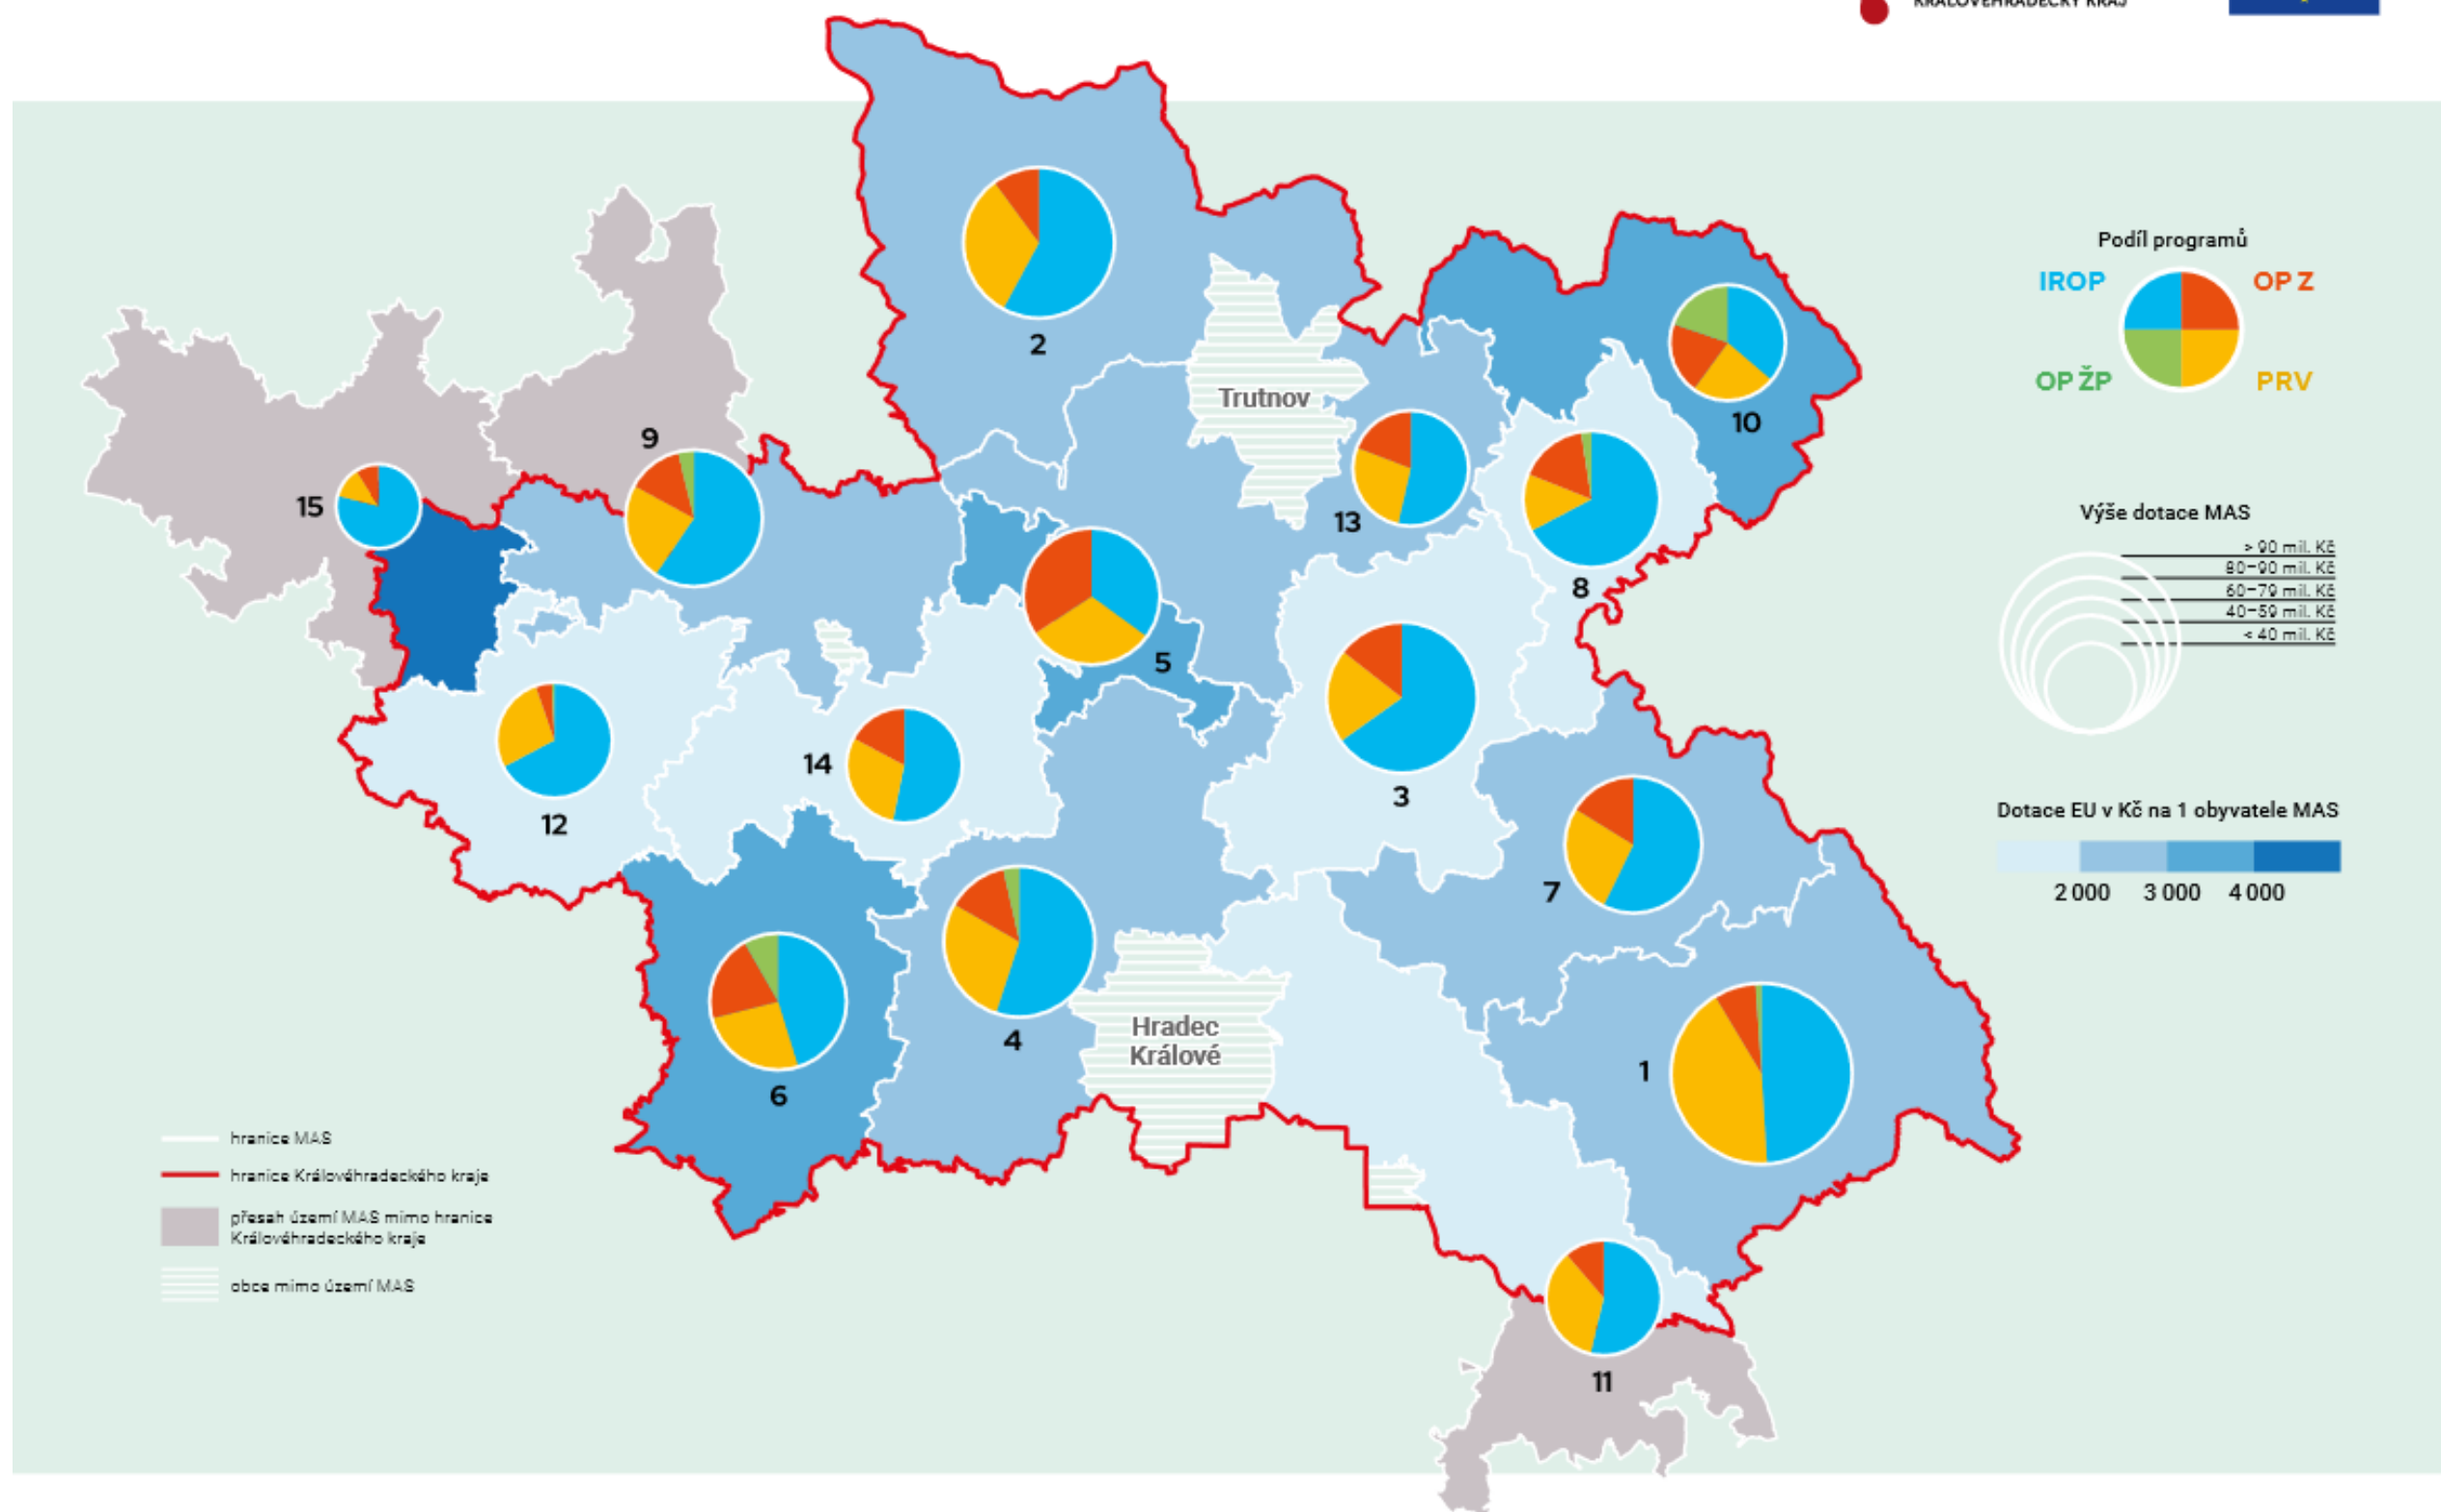 KRÁLOVÉHRADECKÝ KRAJ
2
Podíl programů
IROP
OP Z
OP ŽP
PRV
Trutnov
10
9
15
13
8
Výše dotace MAS
> 90 mil. Kč
80–90 mil. Kč
60–79 mil. Kč
40–59 mil. Kč
< 40 mil. Kč
5
14
3
12
7
Dotace EU v Kč na 1 obyvatele MAS
2 000
3 000
4 000
Hradec
Králové
4
1
6
11
hranice MAS
hranice Královéhradeckého kraje
přesah území MAS mimo hranice
Královéhradeckého kraje
obce mimo území MAS